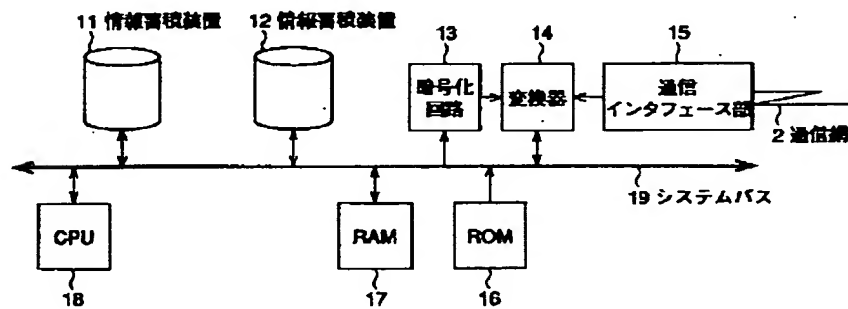 11 情報蓄積装置
12 情報蓄積装置
13
14
15
暗号化
回路
変換器
通信
インタフェース部
2 通信網
19 システムバス
CPU
RAM
ROM
18
17
16